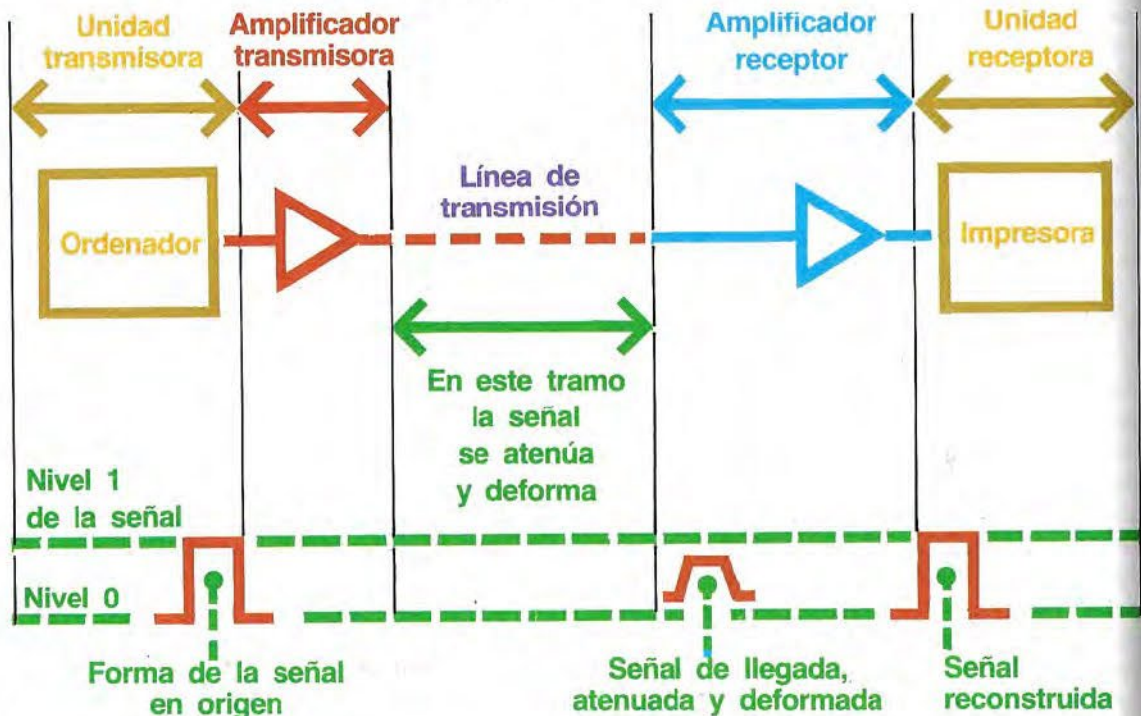 Unidad
transmisora
Amplificador
transmisora
Amplificador
receptor
Unidad
receptora
Ordenador
Línea de
transmisión
Impresora
En este tramo
la señal
se atenúa
y deforma
Nivel 1
de la señal
Nivel 0
Forma de la señal
en origen
Señal de llegada,
atenuada y deformada
Señal
reconstruida